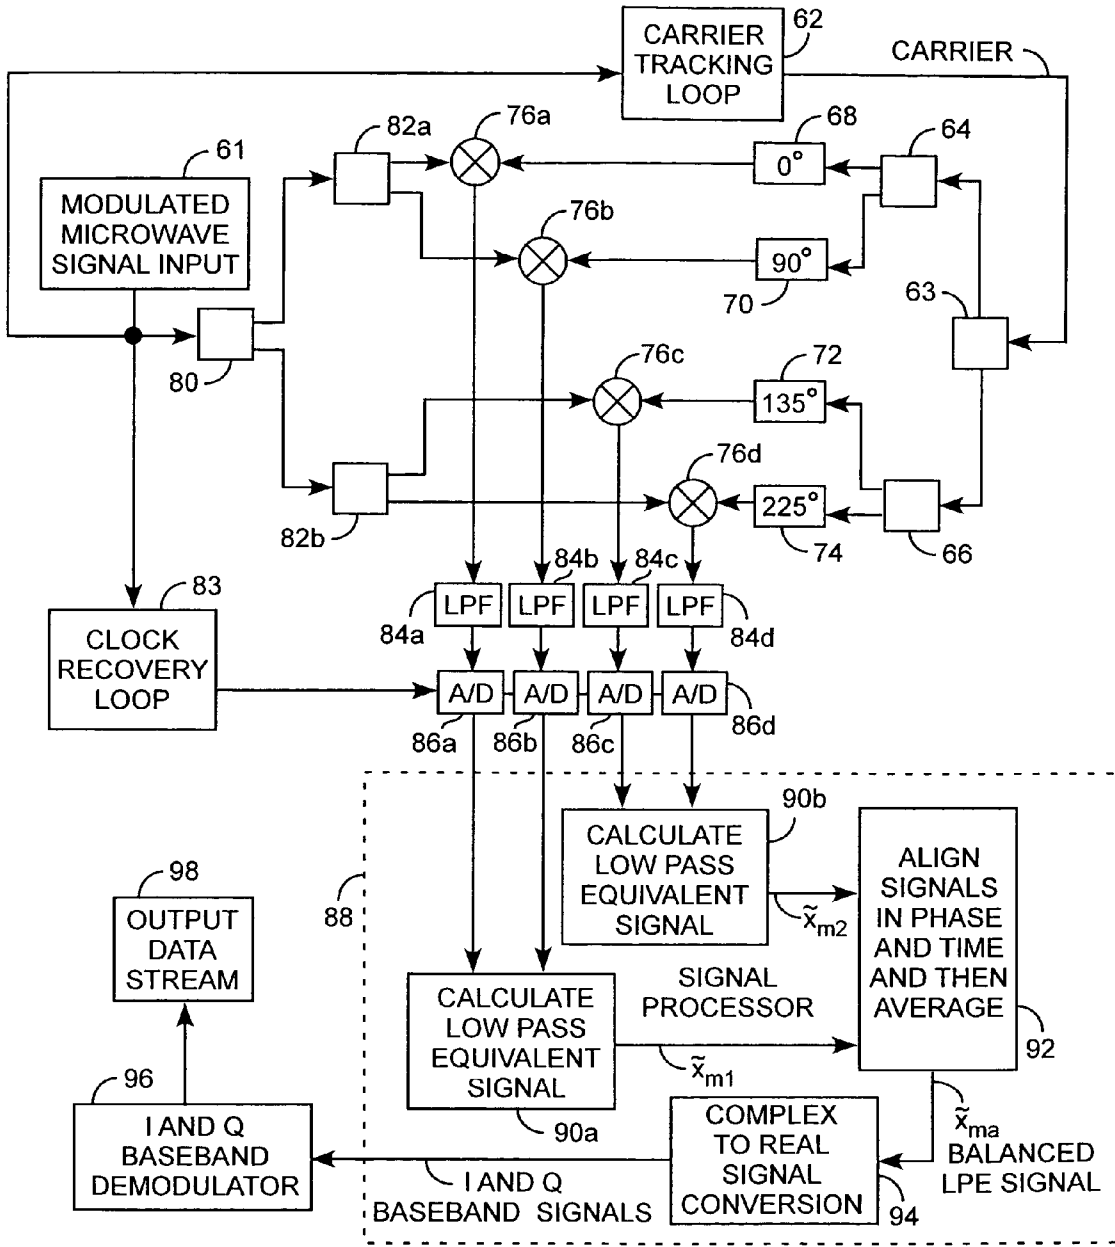 62
CARRIER
TRACKING
LOOP
CARRIER
82a
76a
68
64
61
0°
MODULATED
MICROWAVE
SIGNAL INPUT
76b
90°
70
63
80
76c
72
135°
76d
82b
225°
74
66
83
84b
84c
LPF
LPF
LPF
LPF
84a
84d
CLOCK
RECOVERY
LOOP
A/D
A/D
A/D
A/D
86a
86b
86c
86d
90b
CALCULATE
LOW PASS
EQUIVALENT
SIGNAL
x̃m2
ALIGN
SIGNALS
IN PHASE
AND TIME
AND THEN
AVERAGE
98
88
OUTPUT
DATA
STREAM
SIGNAL
PROCESSOR
CALCULATE
LOW PASS
EQUIVALENT
SIGNAL
92
x̃m1
96
90a
x̃ma
I AND Q
BASEBAND
DEMODULATOR
COMPLEX
TO REAL
SIGNAL
CONVERSION
BALANCED
LPE SIGNAL
I AND Q
BASEBAND SIGNALS
94